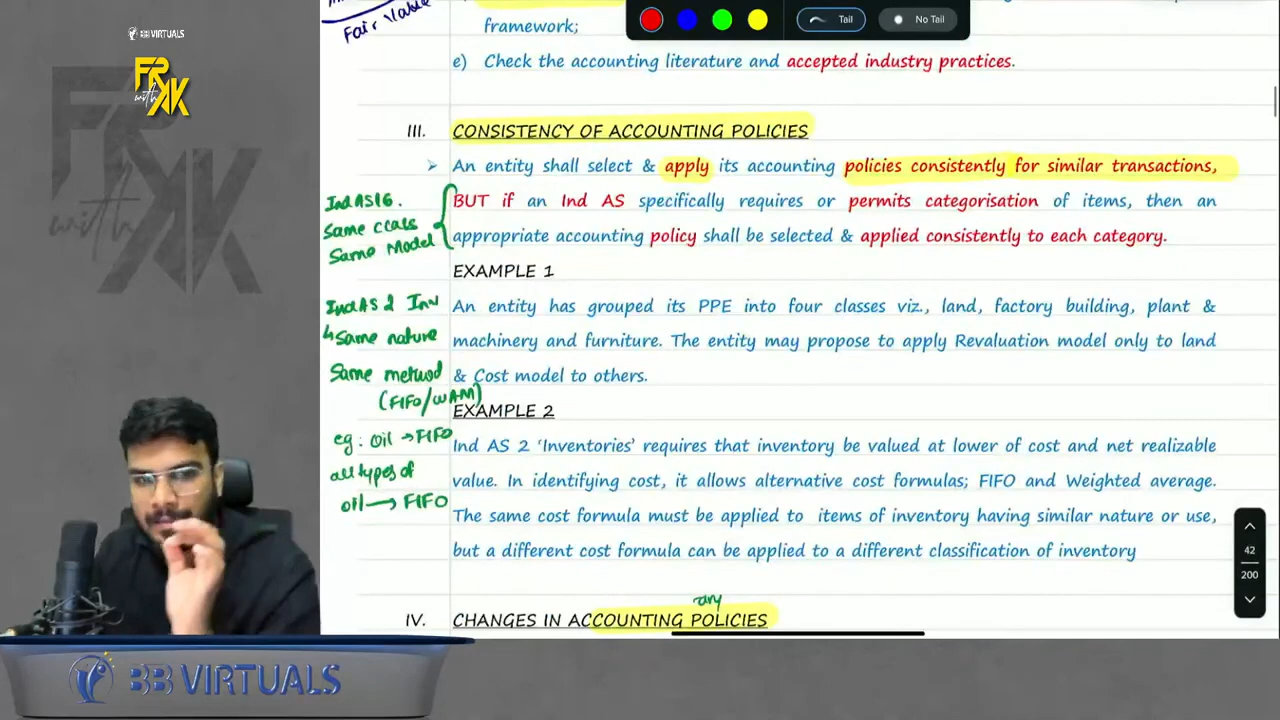 Fair Value
BB VIRTUALS
FR
with
AK
Tail
No Tail
framework;
e) Check the accounting literature and accepted industry practices.
III. CONSISTENCY OF ACCOUNTING POLICIES
An entity shall select & apply its accounting policies consistently for similar transactions,
BUT if an Ind AS specifically requires or permits categorisation of items, then an
appropriate accounting policy shall be selected & applied consistently to each category.
Ind AS 16.
Same class
Same Model
EXAMPLE 1
An entity has grouped its PPE into four classes viz., land, factory building, plant &
machinery and furniture. The entity may propose to apply Revaluation model only to land
& Cost model to others.
Ind AS 2 Inv
Same nature
Same method
(FIFO/WAM)
EXAMPLE 2
Ind AS 2 ‘Inventories’ requires that inventory be valued at lower of cost and net realizable
value. In identifying cost, it allows alternative cost formulas; FIFO and Weighted average.
The same cost formula must be applied to items of inventory having similar nature or use,
but a different cost formula can be applied to a different classification of inventory
eg: oil → FIFO
all types of
oil → FIFO
any
IV. CHANGES IN ACCOUNTING POLICIES
42
200
BB VIRTUALS